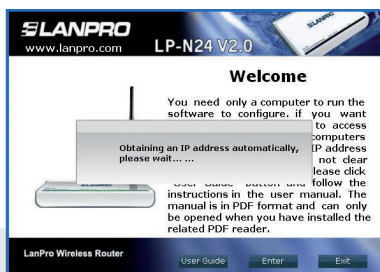 LANPRO
www.lanpro.com
LP-N24 V2.0
Welcome
You need only a computer to run the
software to configure. if you want
to access
computers
IP address
not clear
please click
Obtaining an IP address automatically,
please wait... ...
"User Guide" button and follow the
instructions in the user manual. The
manual is in PDF format and can only
be opened when you have installed the
related PDF reader.
LanPro Wireless Router
User Guide
Enter
Exit